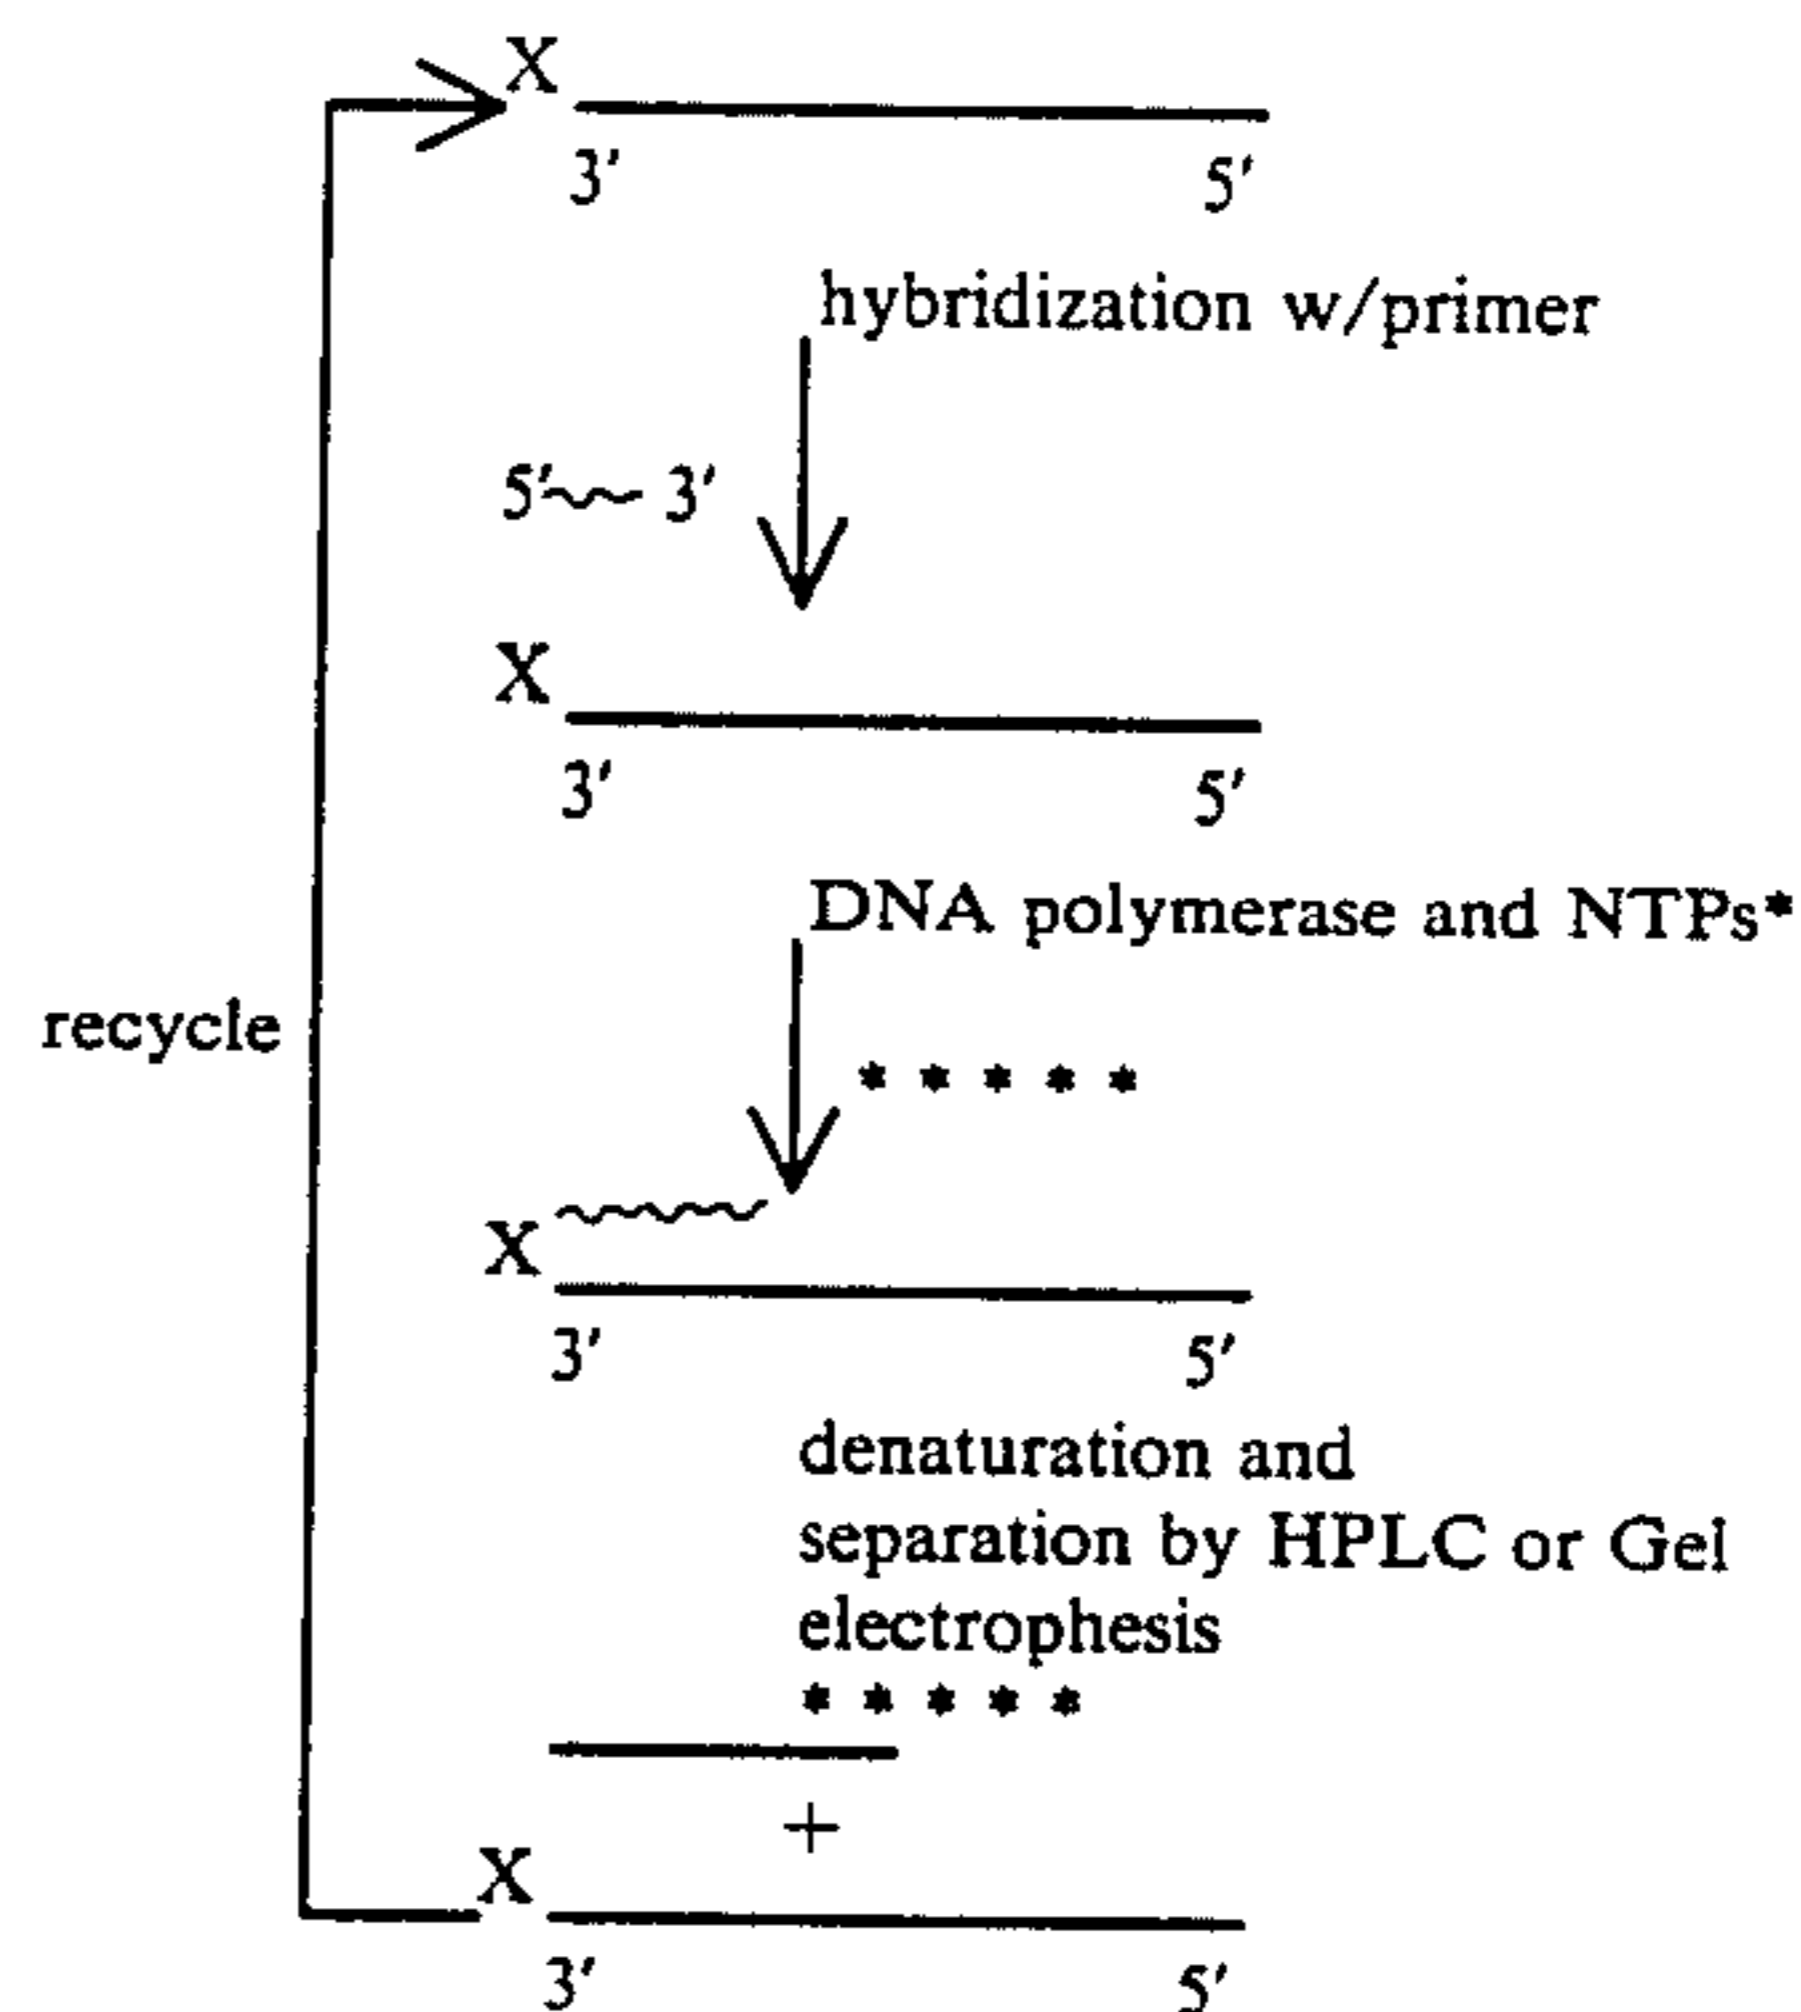 X
3′ 5′
hybridization w/primer
5′ 3′
X
3′ 5′
DNA polymerase and NTPs*
recycle
* * * * *
X
3′ 5′
denaturation and
separation by HPLC or Gel
electrophesis
* * * * *
+
X
3′ 5′